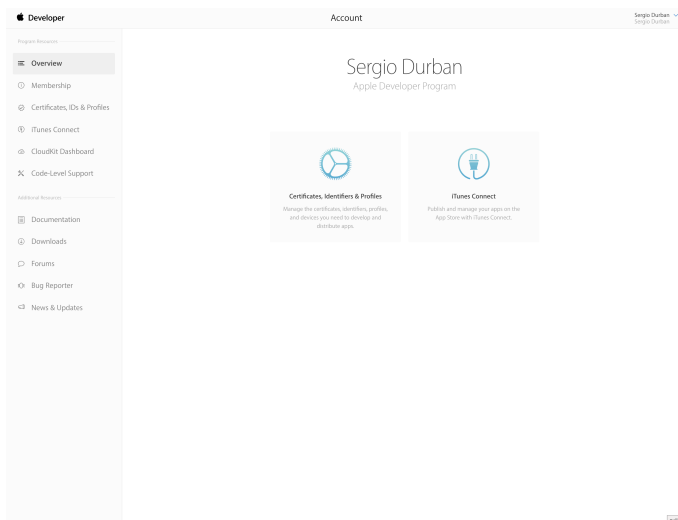 Developer
Account
Sergio Durban
Sergio Durban
Program Resources
Overview
Membership
Certificates, IDs & Profiles
iTunes Connect
CloudKit Dashboard
Code-Level Support
Additional Resources
Documentation
Downloads
Forums
Bug Reporter
News & Updates
Sergio Durban
Apple Developer Program
Certificates, Identifiers & Profiles
Manage the certificates, identifiers, profiles,
and devices you need to develop and
distribute apps.
iTunes Connect
Publish and manage your apps on the
App Store with iTunes Connect.